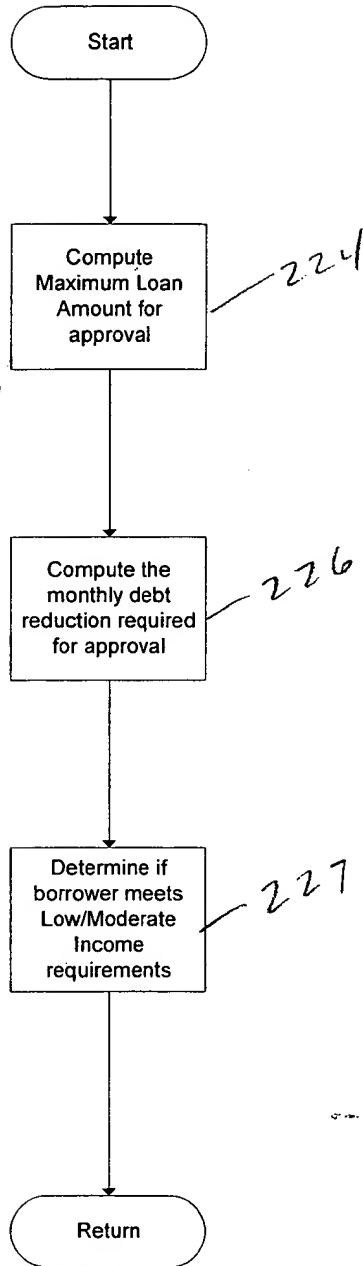 Start
Compute
Maximum Loan
Amount for
approval
224
Compute the
monthly debt
reduction required
for approval
226
Determine if
borrower meets
Low/Moderate
Income
requirements
227
Return